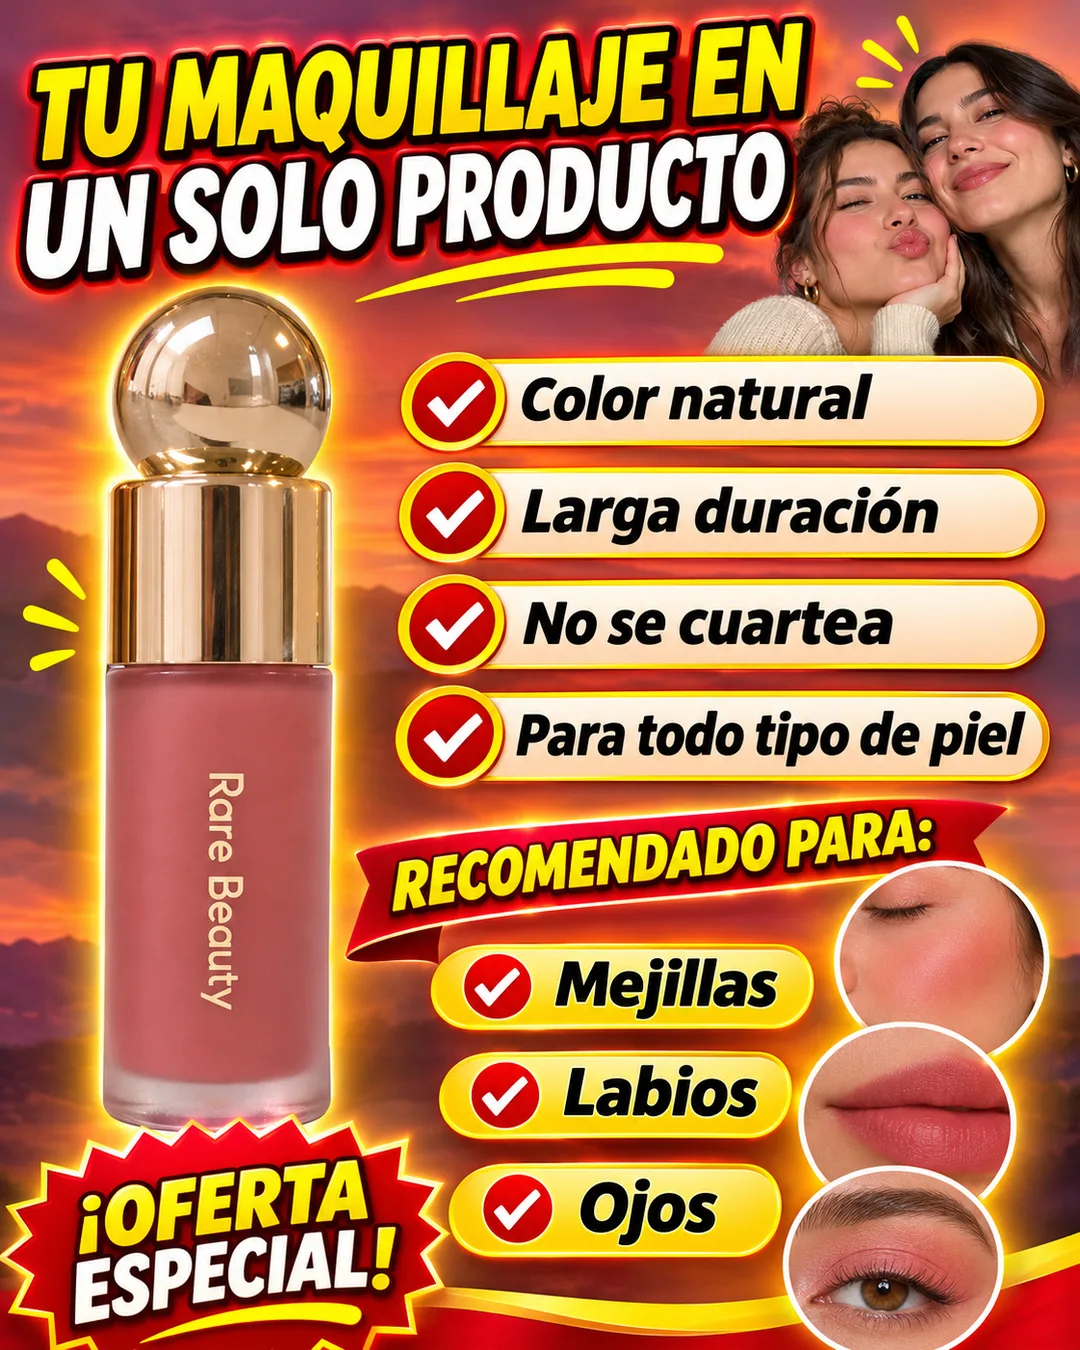 TU MAQUILLAJE EN
UN SOLO PRODUCTO
Color natural
Larga duración
No se cuartea
Para todo tipo de piel
Rare Beauty
RECOMENDADO PARA:
Mejillas
Labios
Ojos
¡OFERTA
ESPECIAL!